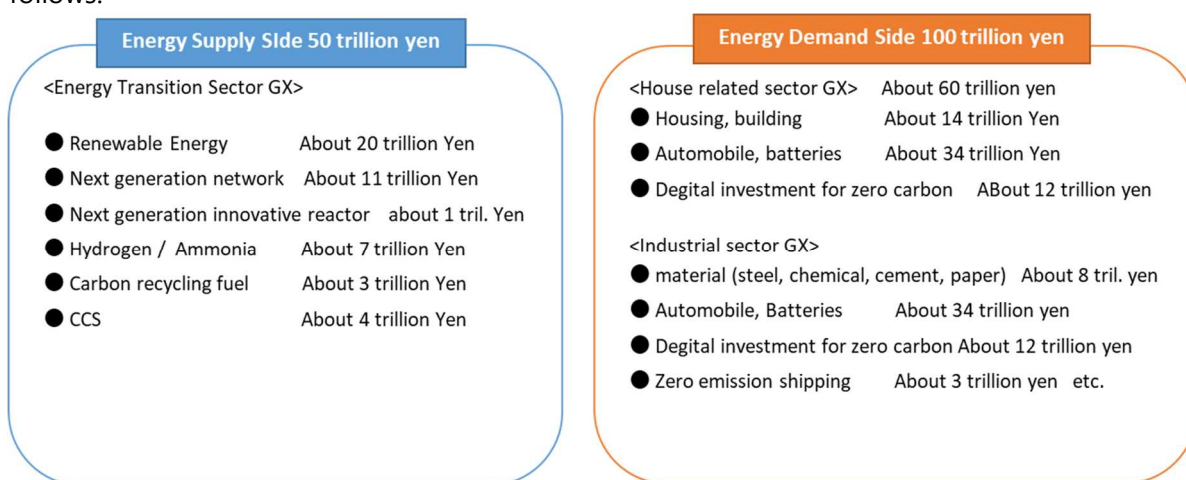 follows.
Energy Supply SIde 50 trillion yen
<Energy Transition Sector GX>
● Renewable Energy About 20 trillion Yen
● Next generation network About 11 trillion Yen
● Next generation innovative reactor about 1 tril. Yen
● Hydrogen / Ammonia About 7 trillion Yen
● Carbon recycling fuel About 3 trillion Yen
● CCS About 4 trillion Yen
Energy Demand Side 100 trillion yen
<House related sector GX> About 60 trillion yen
● Housing, building About 14 trillion Yen
● Automobile, batteries About 34 trillion Yen
● Degital investment for zero carbon ABout 12 trillion yen
<Industrial sector GX>
● material (steel, chemical, cement, paper) About 8 tril. yen
● Automobile, Batteries About 34 trillion yen
● Degital investment for zero carbon About 12 trillion yen
● Zero emission shipping About 3 trillion yen etc.